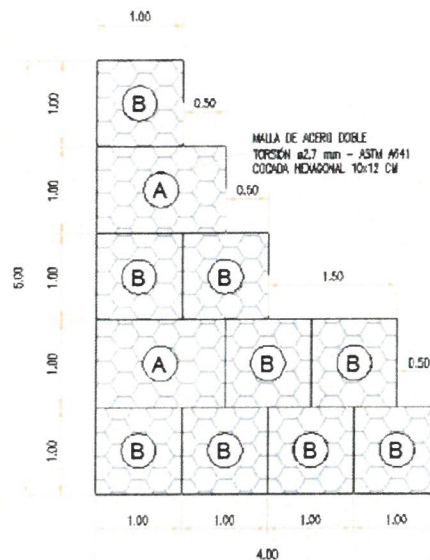 1.00
1.00
B
0.50
MALLA DE ACERO DOBLE
TORSIÓN ø2.7 mm - ASTM A641
COCADA HEXAGONAL 10x12 CM
1.00
A
0.50
5.00
1.00
B
B
1.50
1.00
A
B
B
0.50
1.00
B
B
B
B
1.00
1.00
1.00
1.00
4.00